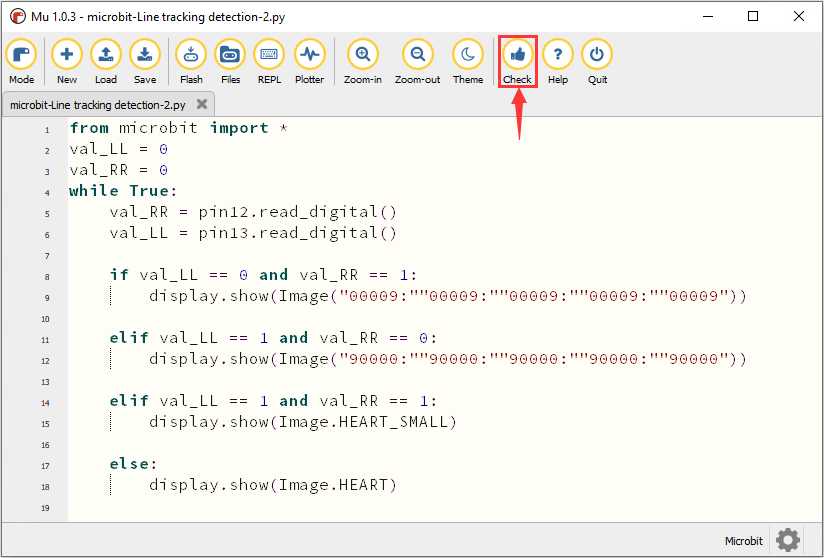 Mu 1.0.3 - microbit-Line tracking detection-2.py
Mode New Load Save Flash Files REPL Plotter Zoom-in Zoom-out Theme Check Help Quit
microbit-Line tracking detection-2.py
1 from microbit import *
2 val_LL = 0
3 val_RR = 0
4 while True:
5     val_RR = pin12.read_digital()
6     val_LL = pin13.read_digital()
7
8     if val_LL == 0 and val_RR == 1:
9         display.show(Image("00009:""00009:""00009:""00009:""00009"))
10
11     elif val_LL == 1 and val_RR == 0:
12         display.show(Image("90000:""90000:""90000:""90000:""90000"))
13
14     elif val_LL == 1 and val_RR == 1:
15         display.show(Image.HEART_SMALL)
16
17     else:
18         display.show(Image.HEART)
19
Microbit